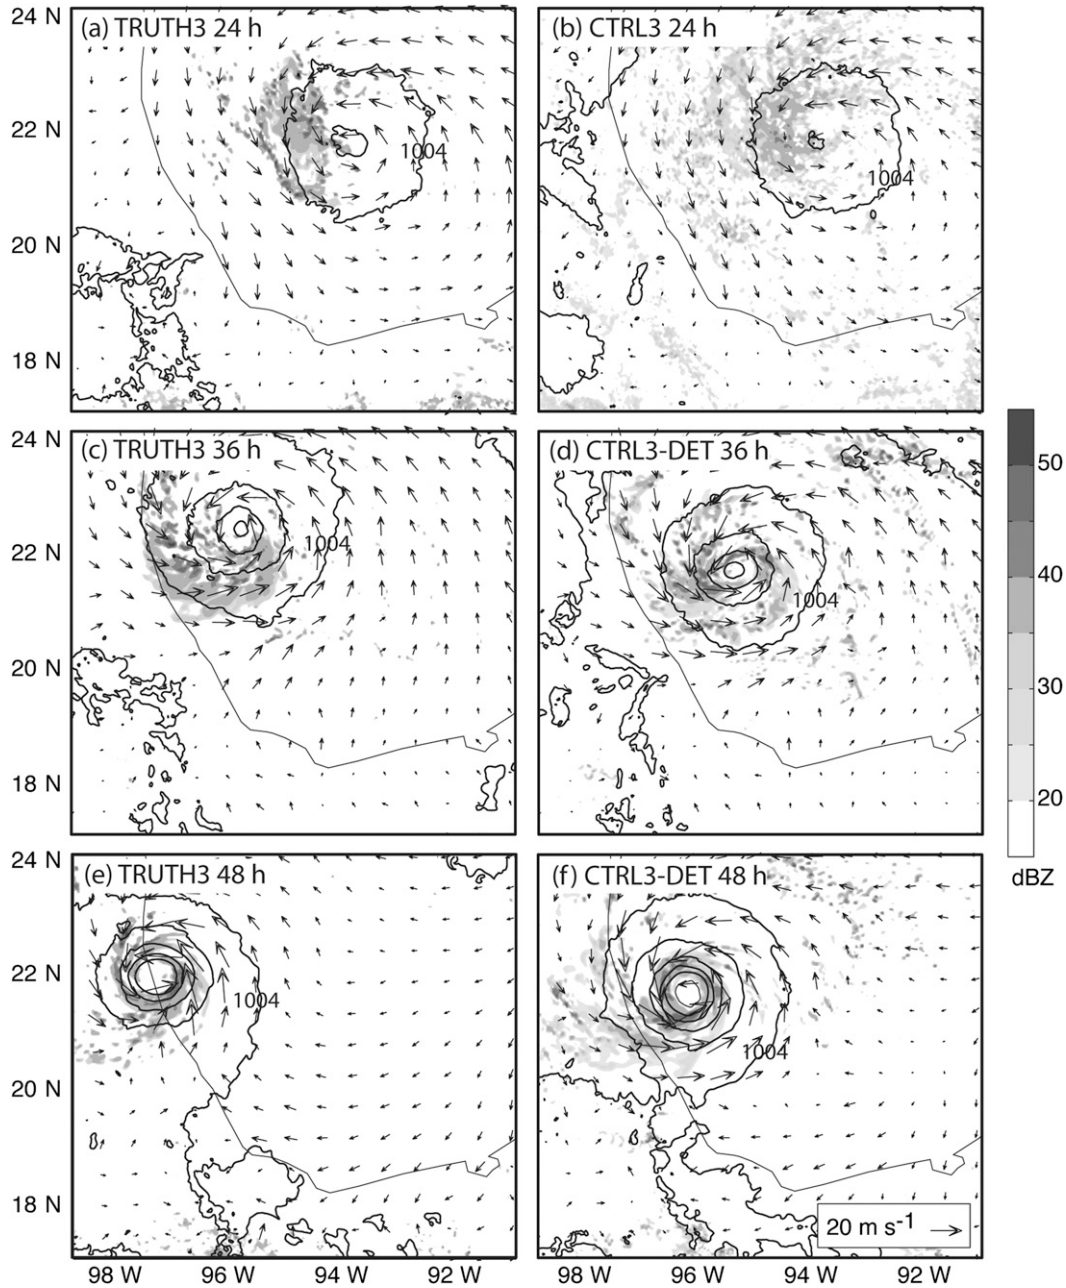 24 N
(a) TRUTH3 24 h
(b) CTRL3 24 h
22 N
1004
1004
20 N
18 N
24 N
(c) TRUTH3 36 h
(d) CTRL3-DET 36 h
50
22 N
1004
1004
40
20 N
30
18 N
20
24 N
(e) TRUTH3 48 h
(f) CTRL3-DET 48 h
dBZ
22 N
1004
1004
20 N
18 N
20 m s-1
98 W 96 W 94 W 92 W
98 W 96 W 94 W 92 W